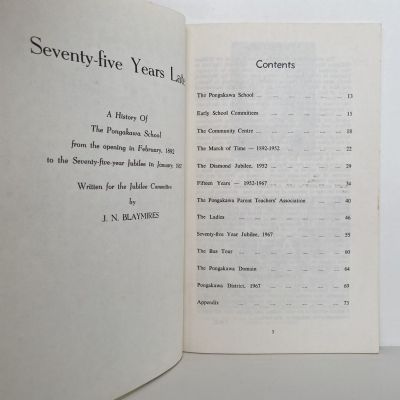 Seventy-five Years Late
A History Of
The Pongakawa School
from the opening in February, 1892
to the Seventy-five-year Jubilee in January,
Written for the Jubilee Committee
by
J. N. BLAYMIRES
Contents
The Pongakawa School ... ... ... ... 13
Early School Committees ... ... ... ... 15
The Community Centre ... ... ... ... 18
The March of Time — 1892-1952 ... ... ... 22
The Diamond Jubilee, 1952 ... ... ... ... 29
Fifteen Years — 1952-1967 ... ... ... ... 34
The Pongakawa Parent Teachers' Association ... ... 40
The Ladies ... ... ... ... ... 46
Seventy-five Year Jubilee, 1967 ... ... ... 55
The Bus Tour ... ... ... ... ... 60
The Pongakawa Domain ... ... ... ... 64
Pongakawa District, 1967 ... ... ... ... 63
Appendix ... ... ... ... ... 73